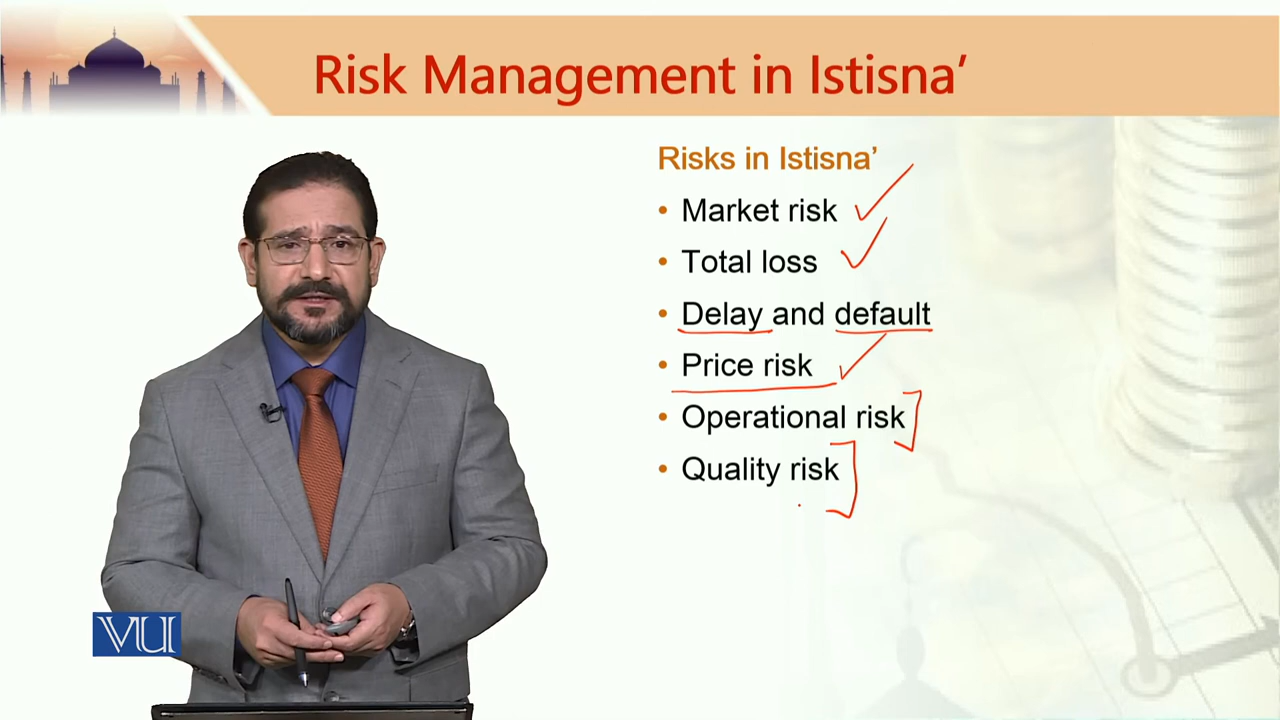 Risk Management in Istisna’
Risks in Istisna’
• Market risk
• Total loss
• Delay and default
• Price risk
• Operational risk
• Quality risk
VU